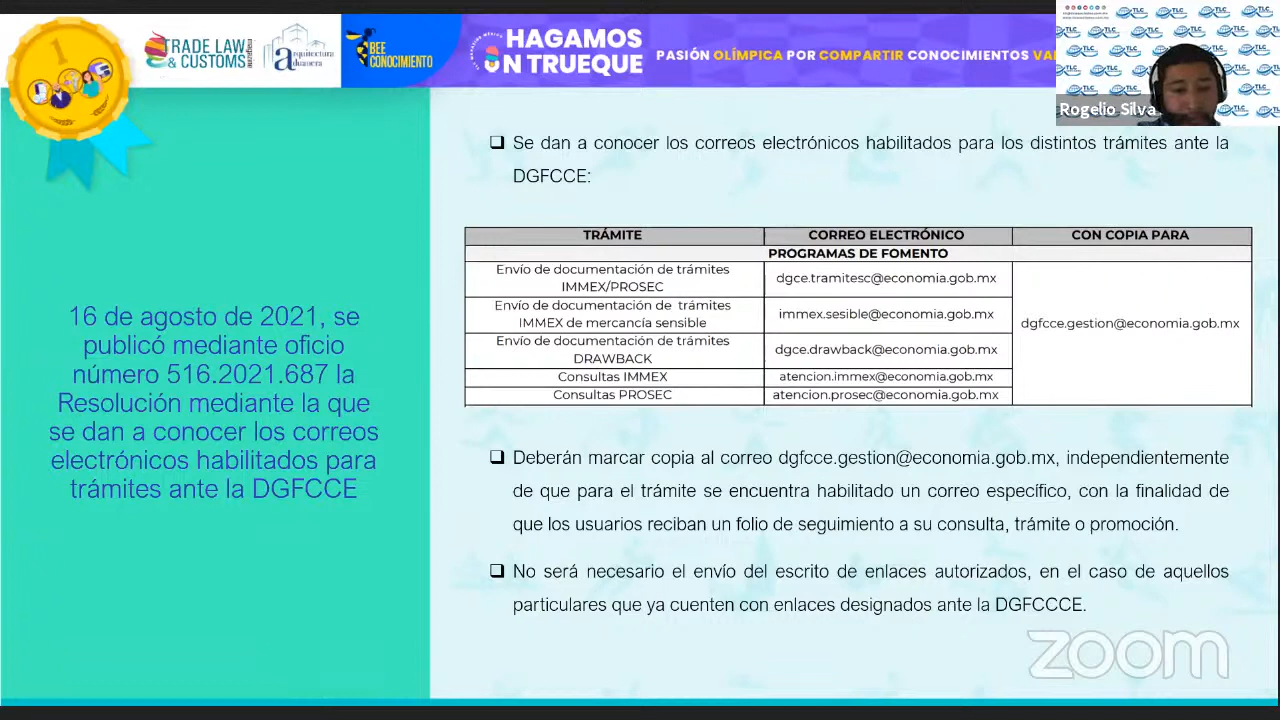 TRADE LAW
& CUSTOMS
arquitectura
aduanera
BEE
CONOCIMIENTO
HAGAMOS
UN TRUEQUE
PASIÓN OLIMPICA POR COMPARTIR CONOCIMIENTOS VA
TLC
Rogelio Silva
16 de agosto de 2021, se
publicó mediante oficio
número 516.2021.687 la
Resolución mediante la que
se dan a conocer los correos
electrónicos habilitados para
trámites ante la DGFCCE
❑ Se dan a conocer los correos electrónicos habilitados para los distintos trámites ante la
DGFCCE:
TRÁMITE CORREO ELECTRÓNICO CON COPIA PARA
PROGRAMAS DE FOMENTO
Envío de documentación de trámites
IMMEX/PROSEC
dgce.tramitesc@economia.gob.mx
Envío de documentación de trámites
IMMEX de mercancía sensible
immex.sesible@economia.gob.mx
dgfcce.gestion@economia.gob.mx
Envío de documentación de trámites
DRAWBACK
dgce.drawback@economia.gob.mx
Consultas IMMEX atencion.immex@economia.gob.mx
Consultas PROSEC atencion.prosec@economia.gob.mx
❑ Deberán marcar copia al correo dgfcce.gestion@economia.gob.mx, independientemente
de que para el trámite se encuentra habilitado un correo específico, con la finalidad de
que los usuarios reciban un folio de seguimiento a su consulta, trámite o promoción.
❑ No será necesario el envío del escrito de enlaces autorizados, en el caso de aquellos
particulares que ya cuenten con enlaces designados ante la DGFCCCE.
zoom